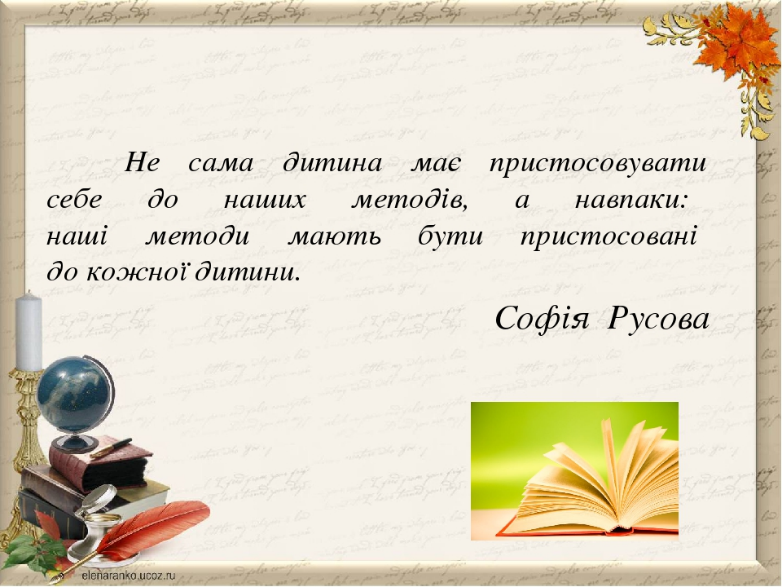 Не сама дитина має пристосовувати
себе до наших методів, а навпаки:
наші методи мають бути пристосовані
до кожної дитини.
Софія Русова
elenaranko.ucoz.ru